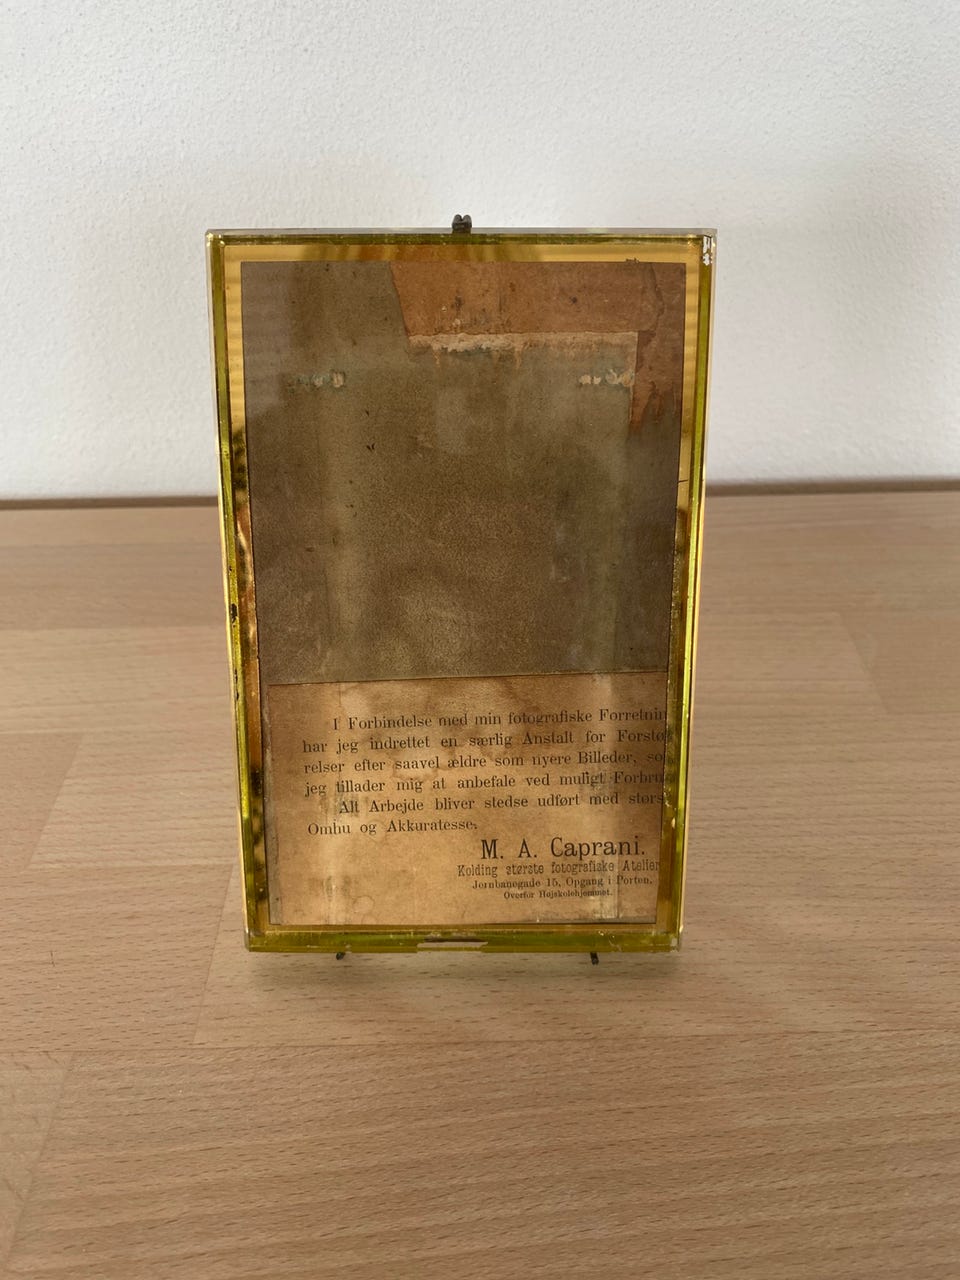 I Forbindelse med min fotografiske Forretnin
har jeg indrettet en særlig Anstalt for Forstø
relser efter saavel ældre som nyere Billeder, so
jeg tillader mig at anbefale ved muligt Forbru
Alt Arbejde bliver stedse udført med størs
Omhu og Akkuratesse.
M. A. Caprani.
Kolding største fotografiske Atelier
Jernbanegade 15, Opgang i Porten,
Overfor Højskolehjemmet.